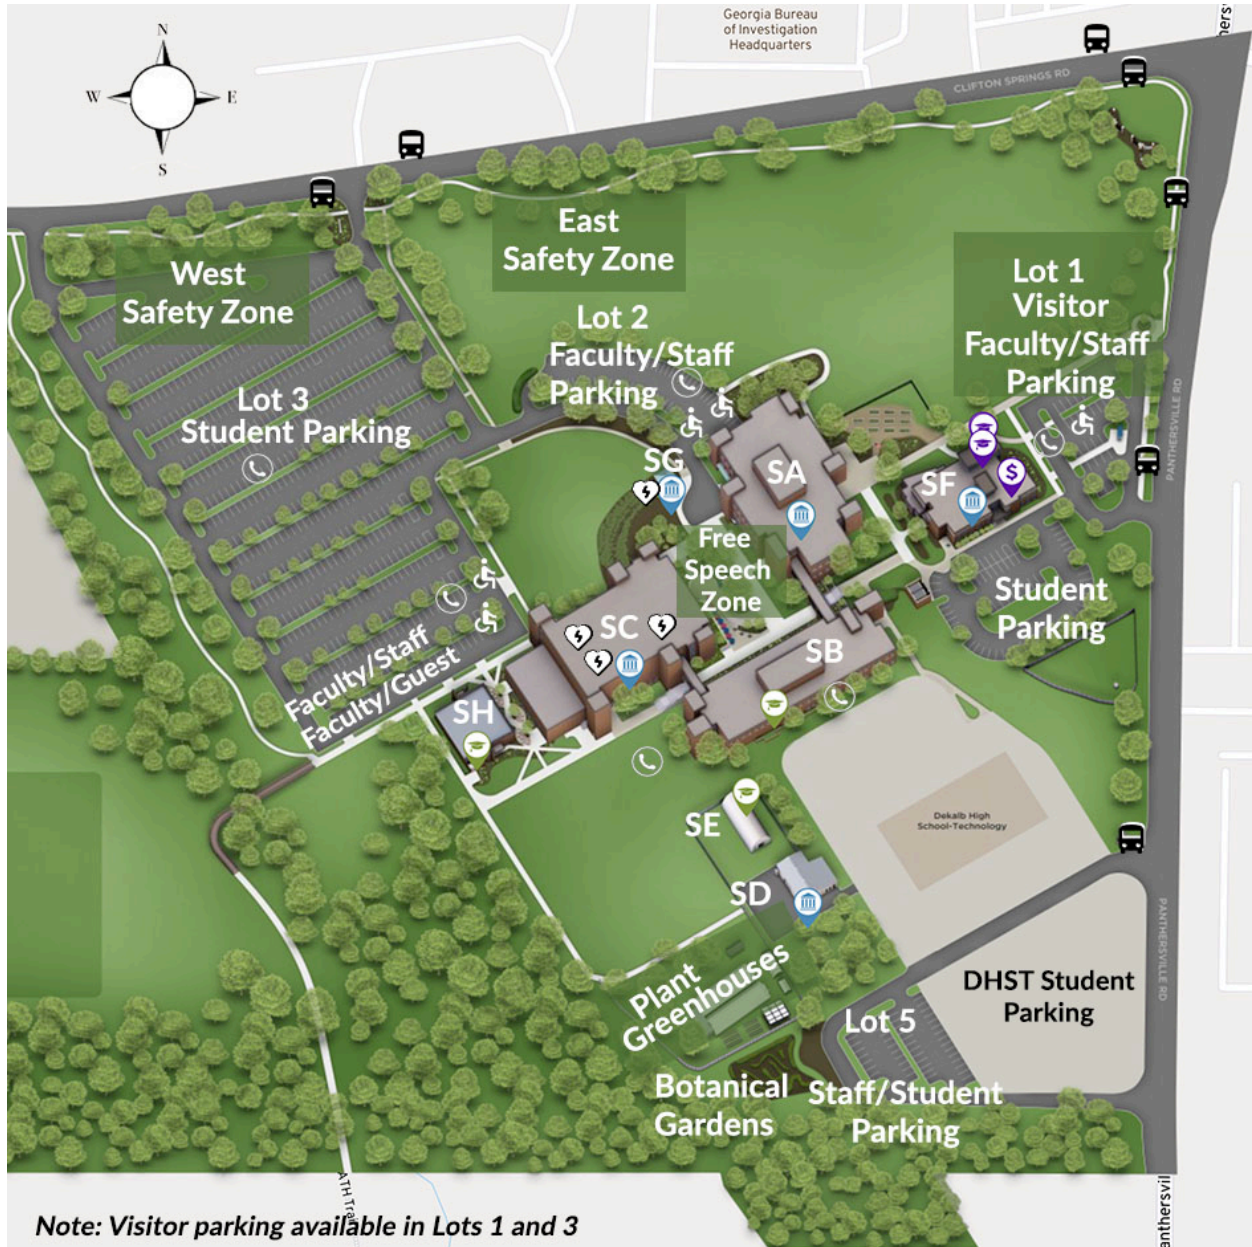 Georgia Bureau
of Investigation
Headquarters
N
W
E
S
CLIFTON SPRINGS RD
East
Safety Zone
West
Safety Zone
Lot 1
Visitor
Faculty/Staff
Parking
Lot 2
Faculty/Staff
Parking
Lot 3
Student Parking
PANTHERSVILLE RD
SG
SA
SF
$
Free
Speech
Zone
Student
Parking
SC
SB
Faculty/Staff
Faculty/Guest
SH
SE
Dekalb High
School-Technology
SD
PANTHERSVILLE RD
Plant
Greenhouses
DHST Student
Parking
Lot 5
Botanical
Gardens
Staff/Student
Parking
Note: Visitor parking available in Lots 1 and 3